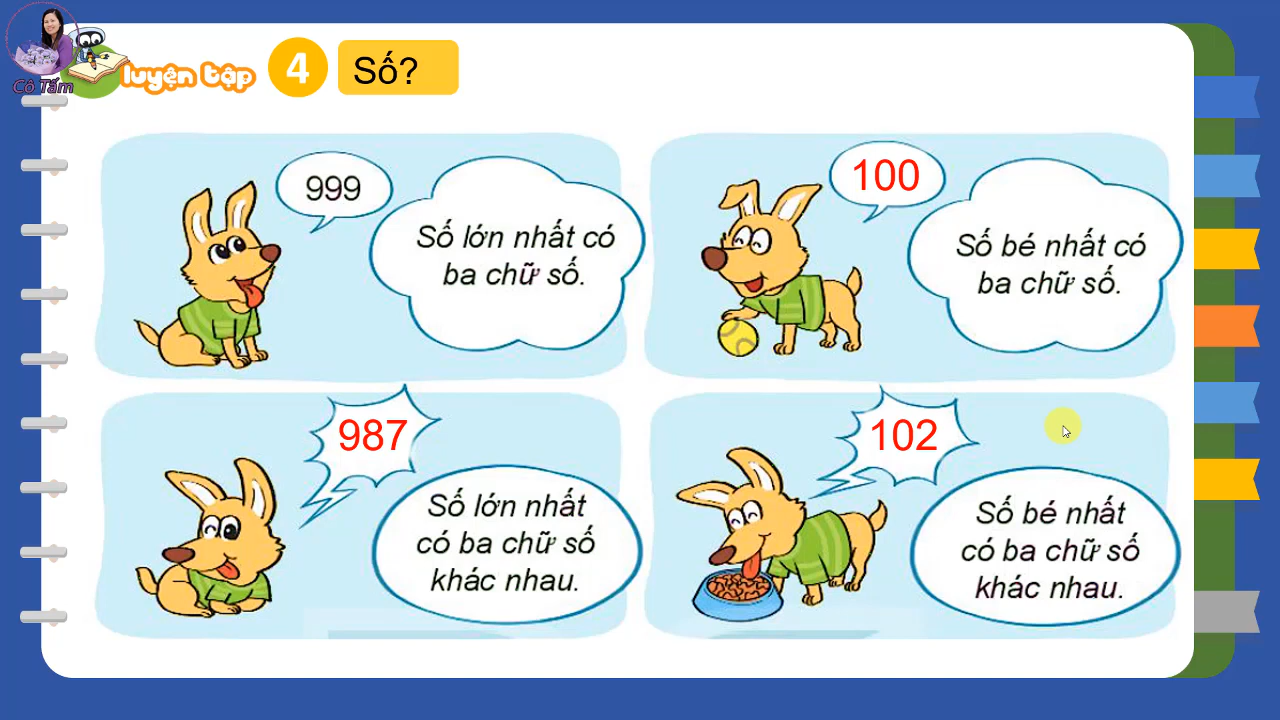 Cô Tấm
luyện tập
4
Số?
999
Số lớn nhất có
ba chữ số.
100
Số bé nhất có
ba chữ số.
987
Số lớn nhất
có ba chữ số
khác nhau.
102
Số bé nhất
có ba chữ số
khác nhau.